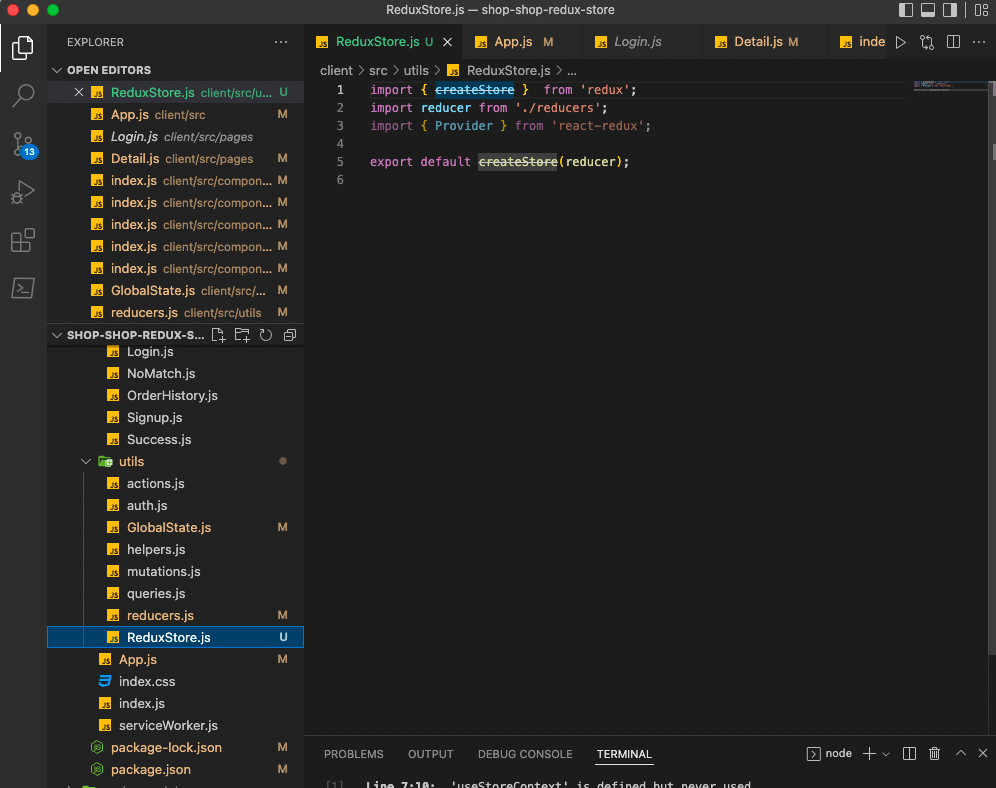 ReduxStore.js — shop-shop-redux-store
EXPLORER
OPEN EDITORS
ReduxStore.js client/src/u... U
App.js client/src M
Login.js client/src/pages
Detail.js client/src/pages M
index.js client/src/compon... M
index.js client/src/compon... M
index.js client/src/compon... M
index.js client/src/compon... M
index.js client/src/compon... M
GlobalState.js client/src/... M
reducers.js client/src/utils M
SHOP-SHOP-REDUX-S...
Login.js
NoMatch.js
OrderHistory.js
Signup.js
Success.js
utils
actions.js
auth.js
GlobalState.js M
helpers.js
mutations.js
queries.js
reducers.js M
ReduxStore.js U
App.js M
index.css
index.js
serviceWorker.js
package-lock.json M
package.json M
13
ReduxStore.js U
App.js M
Login.js
Detail.js M
inde
client > src > utils > JS ReduxStore.js > ...
1 import { createStore }  from 'redux';
2 import reducer from './reducers';
3 import { Provider } from 'react-redux';
4
5 export default createStore(reducer);
6
PROBLEMS OUTPUT DEBUG CONSOLE TERMINAL
node
[1] Line 7:10: 'useStoreContext' is defined but never used